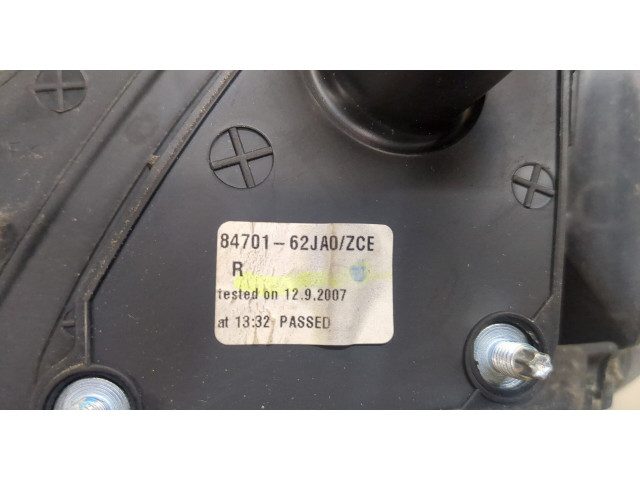 84701-62JA0/ZCE
R
tested on 12.9.2007
at 13:32 PASSED